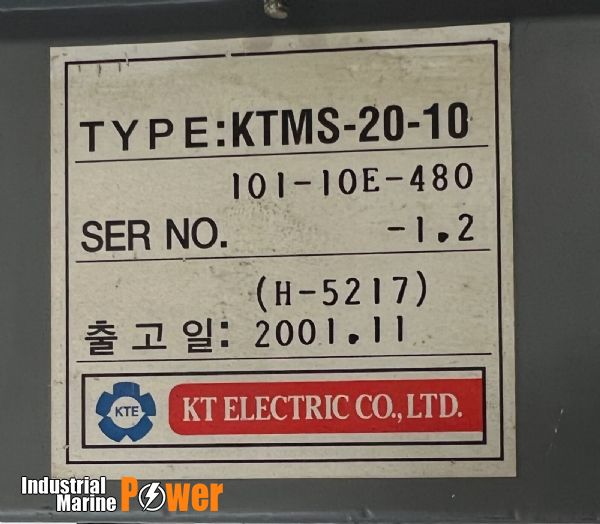 TYPE:KTMS-20-10
101-10E-480
SER NO. -1.2
(H-5217)
출고일: 2001.11
KTE KT ELECTRIC CO., LTD.
Industrial
Marine Power